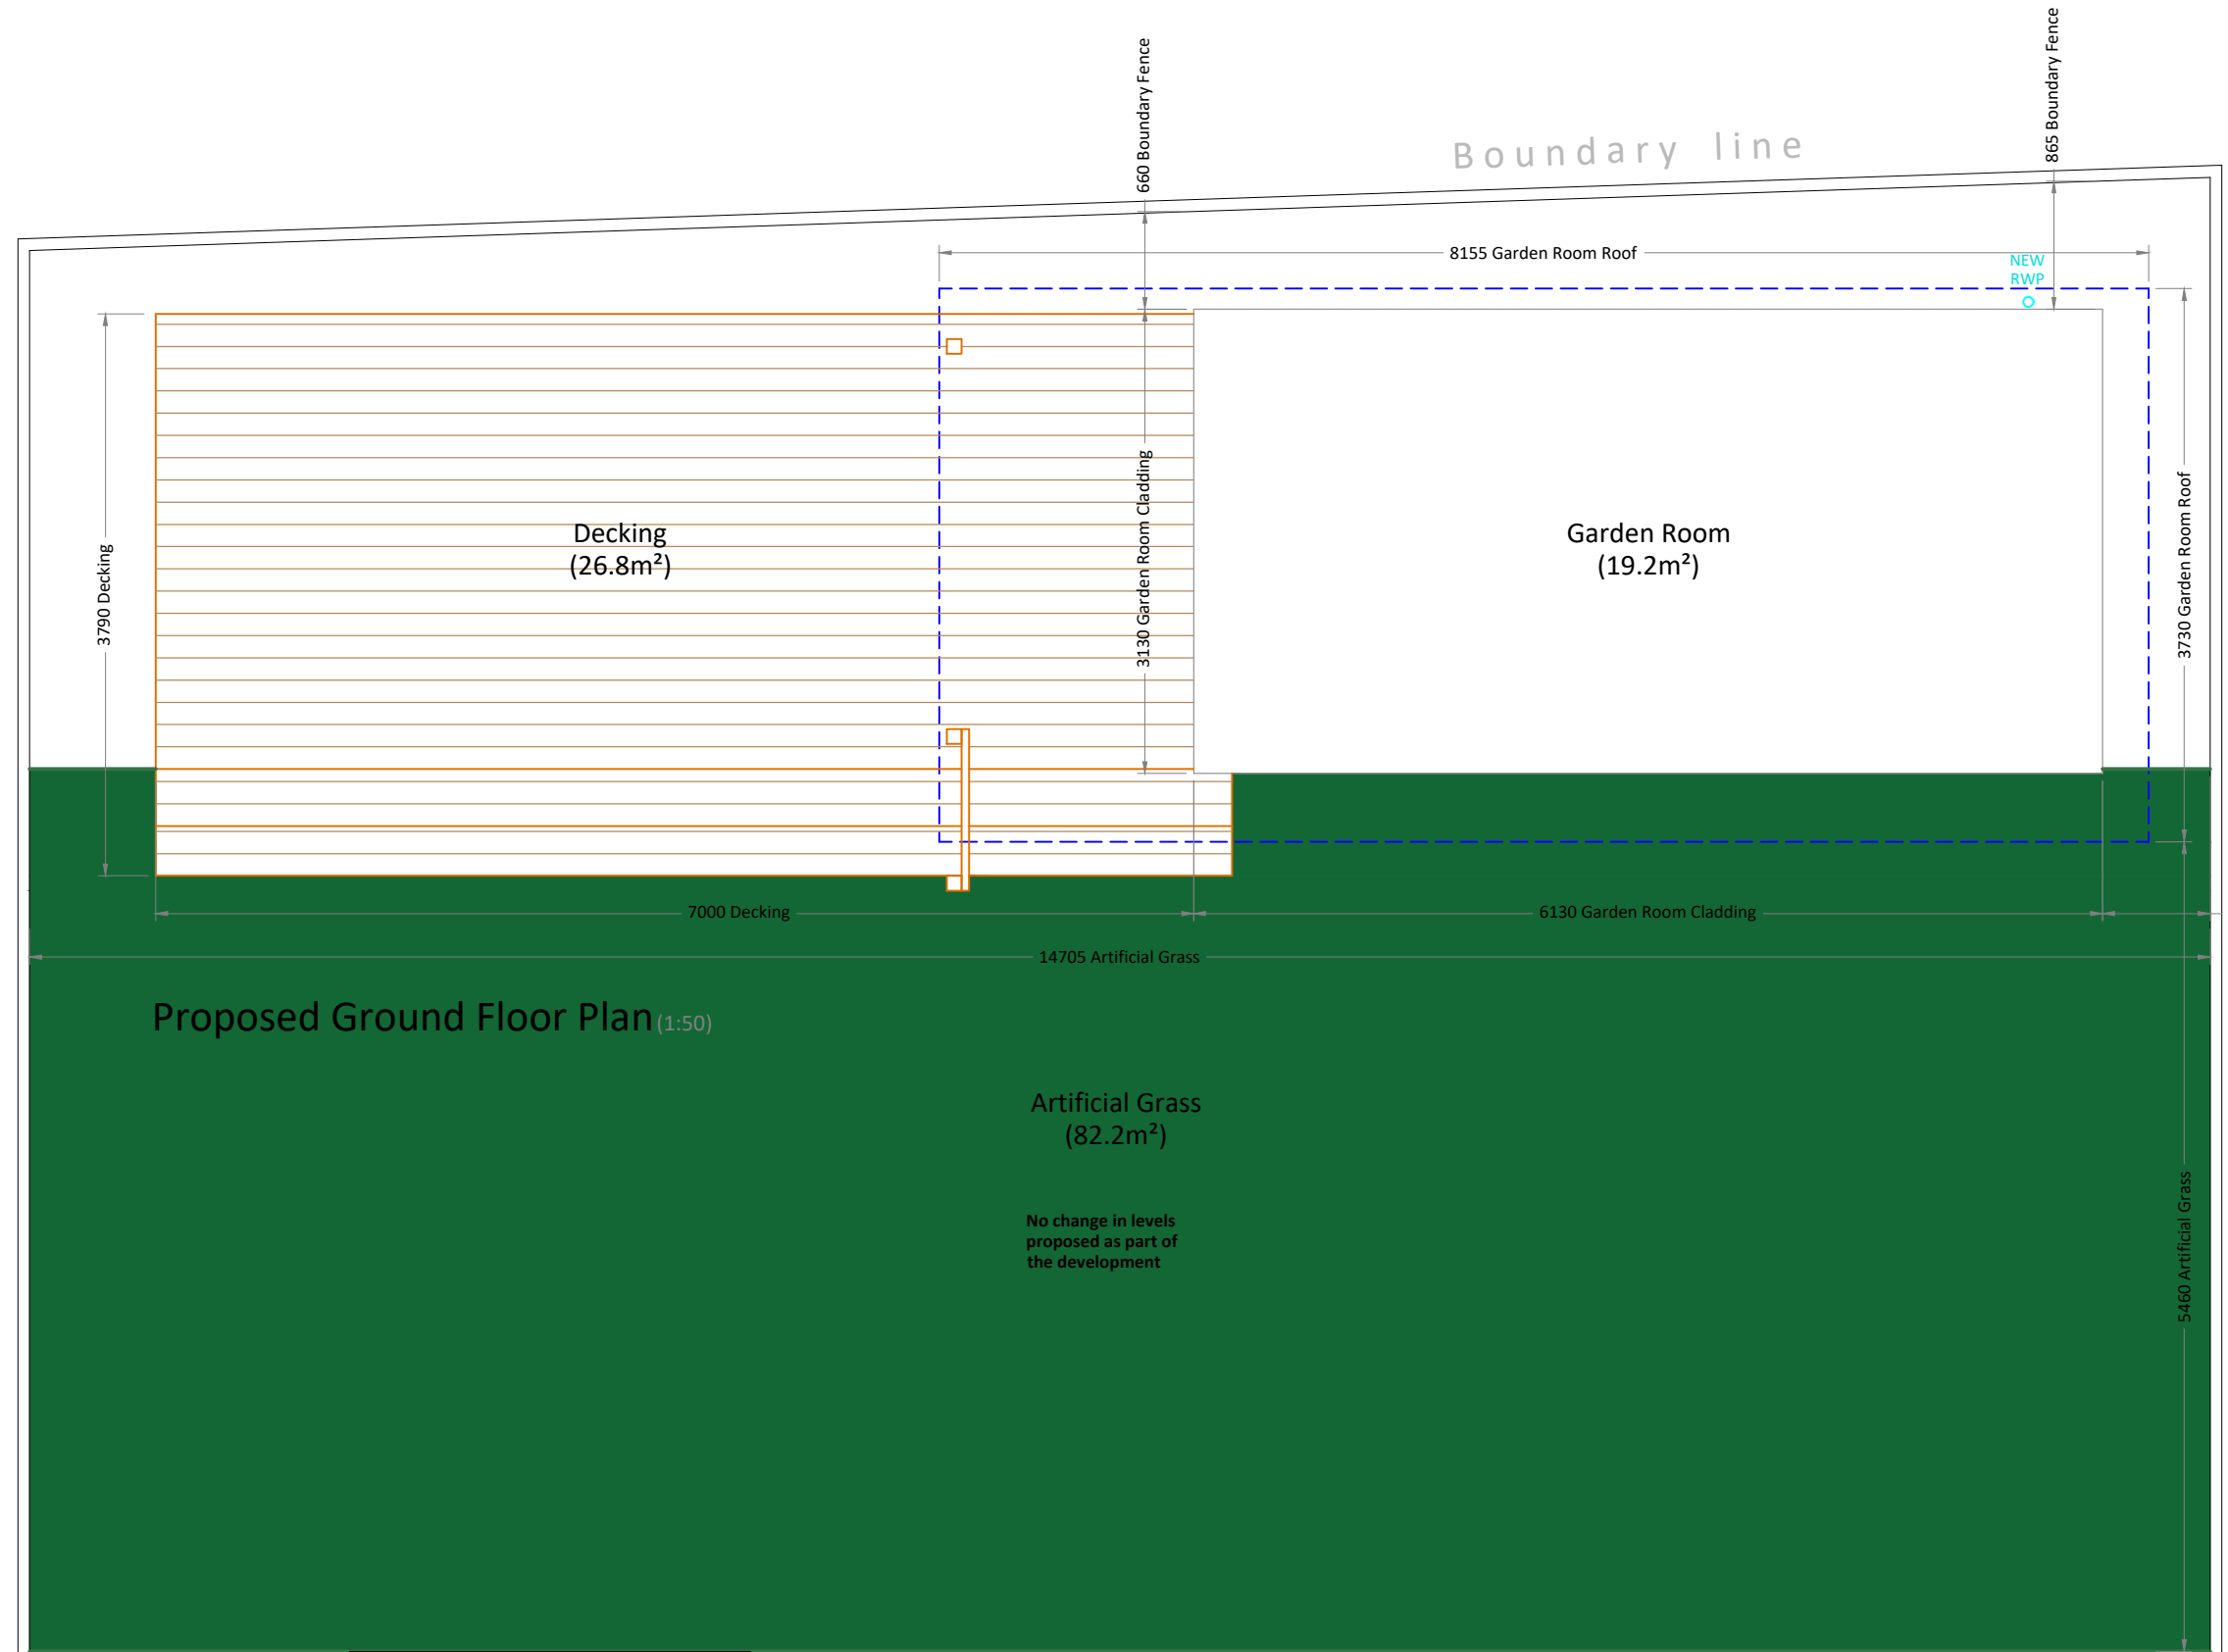 660 Boundary Fence
865 Boundary Fence
Boundary line
8155 Garden Room Roof
NEW
RWP
3790 Decking
Decking
(26.8m²)
3130 Garden Room Cladding
Garden Room
(19.2m²)
3730 Garden Room Roof
7000 Decking
6130 Garden Room Cladding
14705 Artificial Grass
Proposed Ground Floor Plan (1:50)
Artificial Grass
(82.2m²)
No change in levels
proposed as part of
the development
5460 Artificial Grass